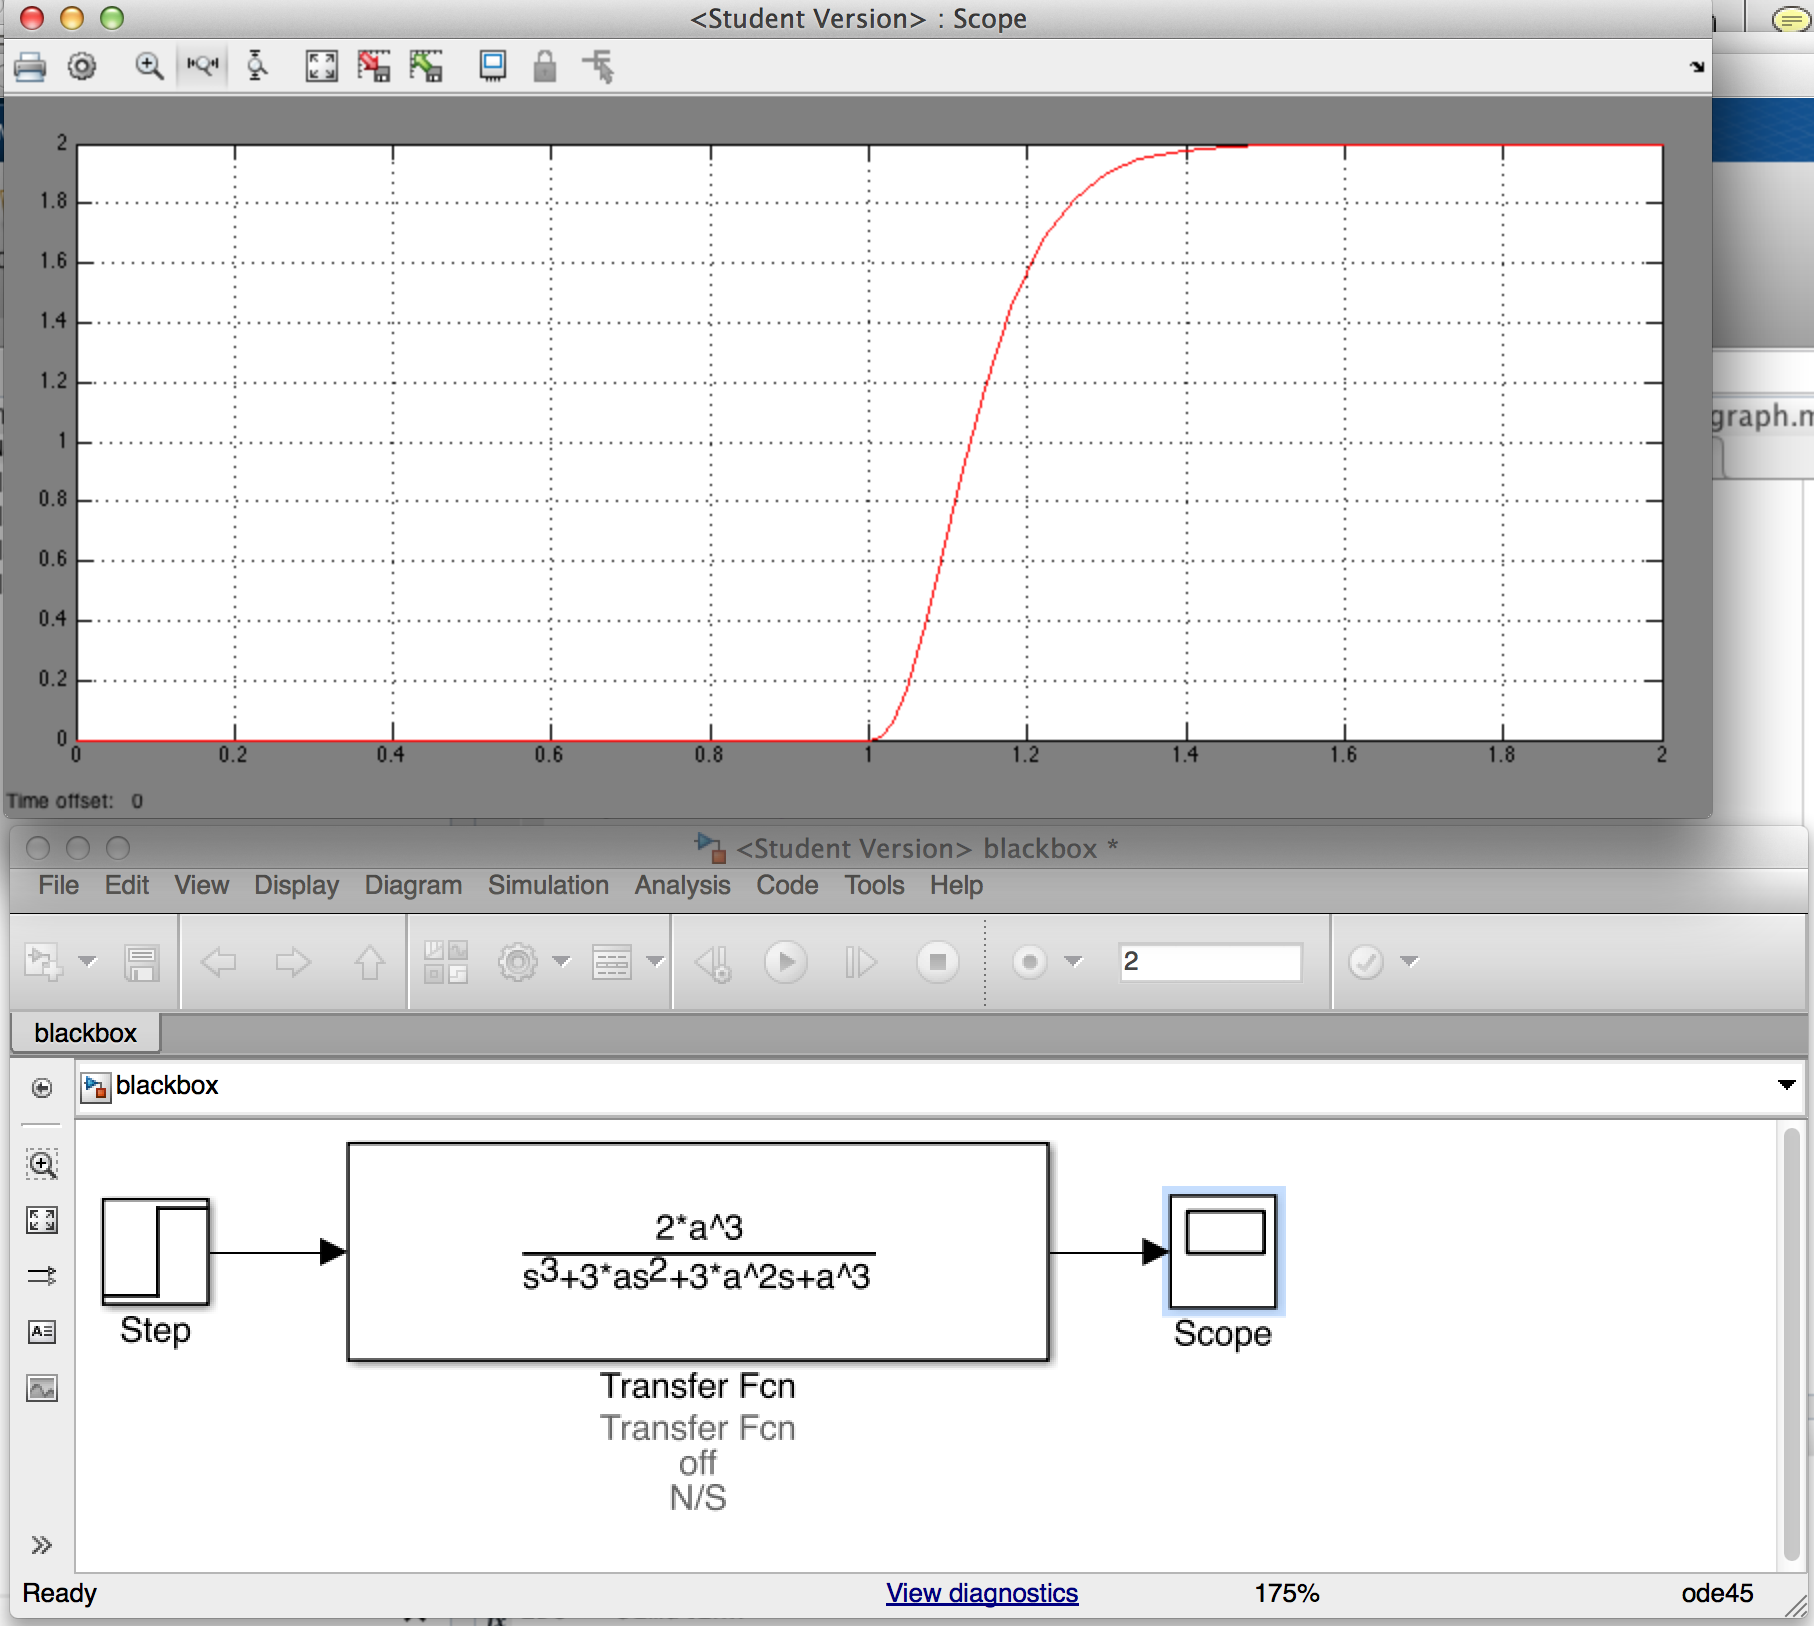 <Student Version> : Scope
2
1.8
1.6
1.4
1.2
1
0.8
0.6
0.4
0.2
0
0 0.2 0.4 0.6 0.8 1 1.2 1.4 1.6 1.8 2
Time offset: 0
graph.m
<Student Version> blackbox *
File Edit View Display Diagram Simulation Analysis Code Tools Help
2
blackbox
blackbox
2*a^3
s3+3*as2+3*a^2s+a^3
Step
Scope
Transfer Fcn
Transfer Fcn
off
N/S
Ready View diagnostics 175% ode45